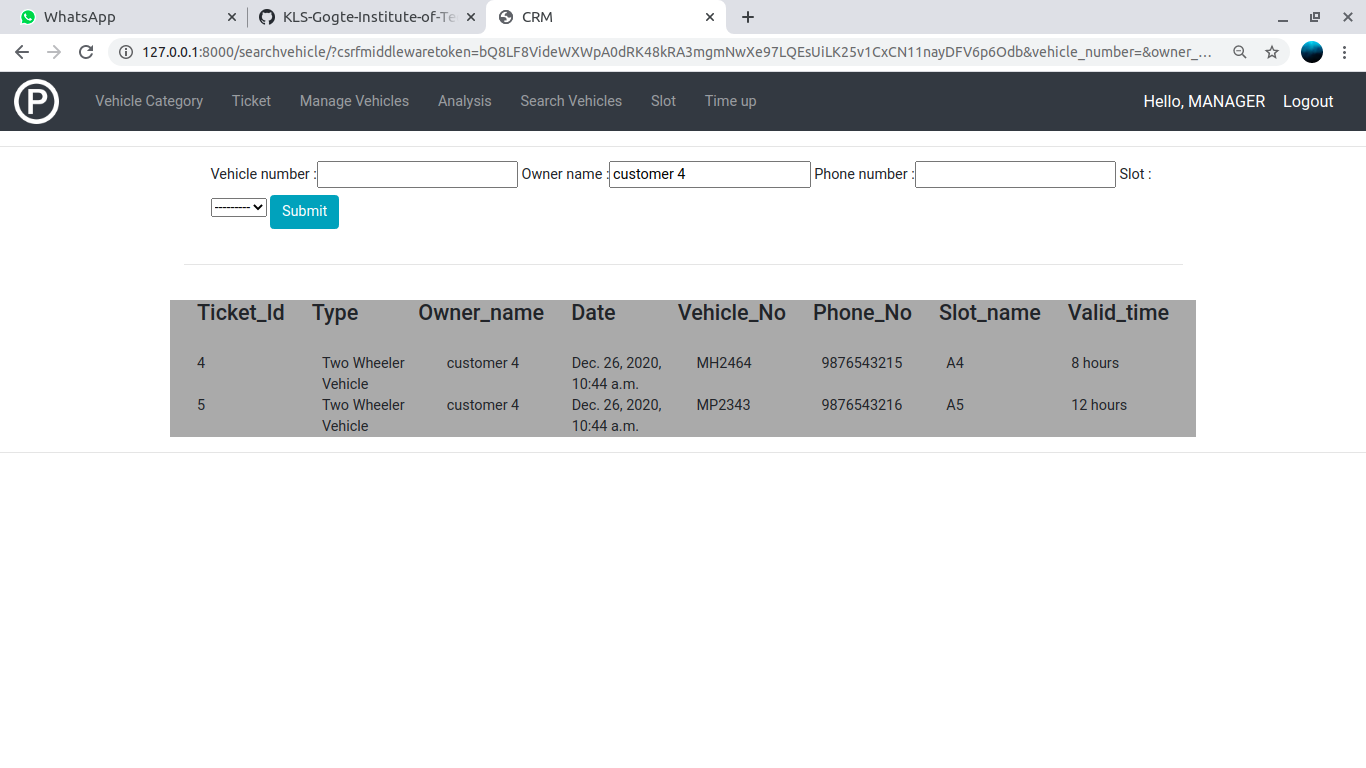 WhatsApp
KLS-Gogte-Institute-of-Te
CRM
127.0.0.1:8000/searchvehicle/?csrfmiddlewaretoken=bQ8LF8VideWXWpA0dRK48kRA3mgmNwXe97LQEsUiLK25v1CxCN11nayDFV6p6Odb&vehicle_number=&owner_...
P Vehicle Category Ticket Manage Vehicles Analysis Search Vehicles Slot Time up Hello, MANAGER Logout
Vehicle number : Owner name : customer 4 Phone number : Slot :
--------- Submit
Ticket_Id Type Owner_name Date Vehicle_No Phone_No Slot_name Valid_time
4 Two Wheeler customer 4 Dec. 26, 2020, MH2464 9876543215 A4 8 hours
Vehicle 10:44 a.m.
5 Two Wheeler customer 4 Dec. 26, 2020, MP2343 9876543216 A5 12 hours
Vehicle 10:44 a.m.